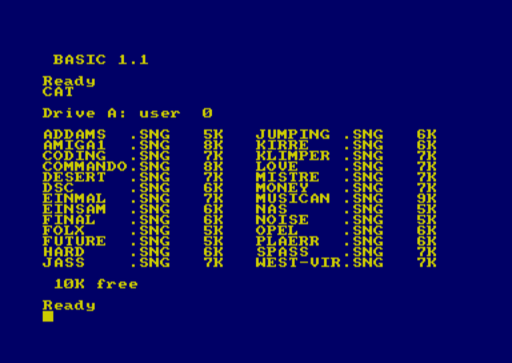 BASIC 1.1
Ready
CAT
Drive A: user  0
ADDAMS  .SNG   5K   JUMPING .SNG   6K
AMIGA1  .SNG   8K   KIRRE   .SNG   6K
CODING  .SNG   7K   KLIMPER .SNG   7K
COMMANDO.SNG   8K   LOVE    .SNG   7K
DESERT  .SNG   7K   MISTRE  .SNG   7K
DSC     .SNG   6K   MONEY   .SNG   7K
EINMAL  .SNG   7K   MUSICAN .SNG   9K
EINSAM  .SNG   6K   NAS     .SNG   5K
FINAL   .SNG   6K   NOISE   .SNG   5K
FOLX    .SNG   5K   OPEL    .SNG   6K
FUTURE  .SNG   5K   PLAERR  .SNG   6K
HARD    .SNG   6K   SPASS   .SNG   7K
JASS    .SNG   7K   WEST-VIR.SNG   7K
10K free
Ready